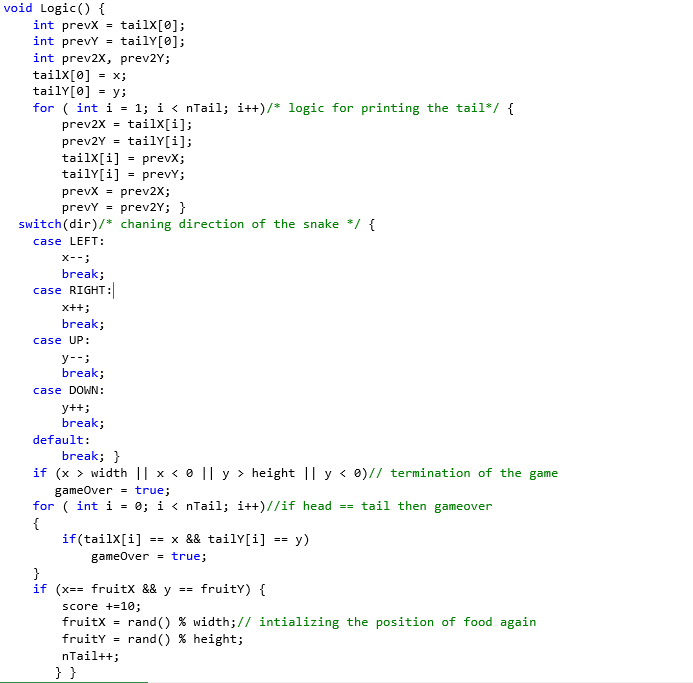 void Logic() {
    int prevX = tailX[0];
    int prevY = tailY[0];
    int prev2X, prev2Y;
    tailX[0] = x;
    tailY[0] = y;
    for ( int i = 1; i < nTail; i++)/* logic for printing the tail*/ {
        prev2X = tailX[i];
        prev2Y = tailY[i];
        tailX[i] = prevX;
        tailY[i] = prevY;
        prevX = prev2X;
        prevY = prev2Y; }
  switch(dir)/* chaning direction of the snake */ {
    case LEFT:
        x--;
        break;
    case RIGHT:
        x++;
        break;
    case UP:
        y--;
        break;
    case DOWN:
        y++;
        break;
    default:
        break; }
    if (x > width || x < 0 || y > height || y < 0)// termination of the game
       gameOver = true;
    for ( int i = 0; i < nTail; i++)//if head == tail then gameover
    {
        if(tailX[i] == x && tailY[i] == y)
            gameOver = true;
    }
    if (x== fruitX && y == fruitY) {
        score +=10;
        fruitX = rand() % width;// intializing the position of food again
        fruitY = rand() % height;
        nTail++;
       } }